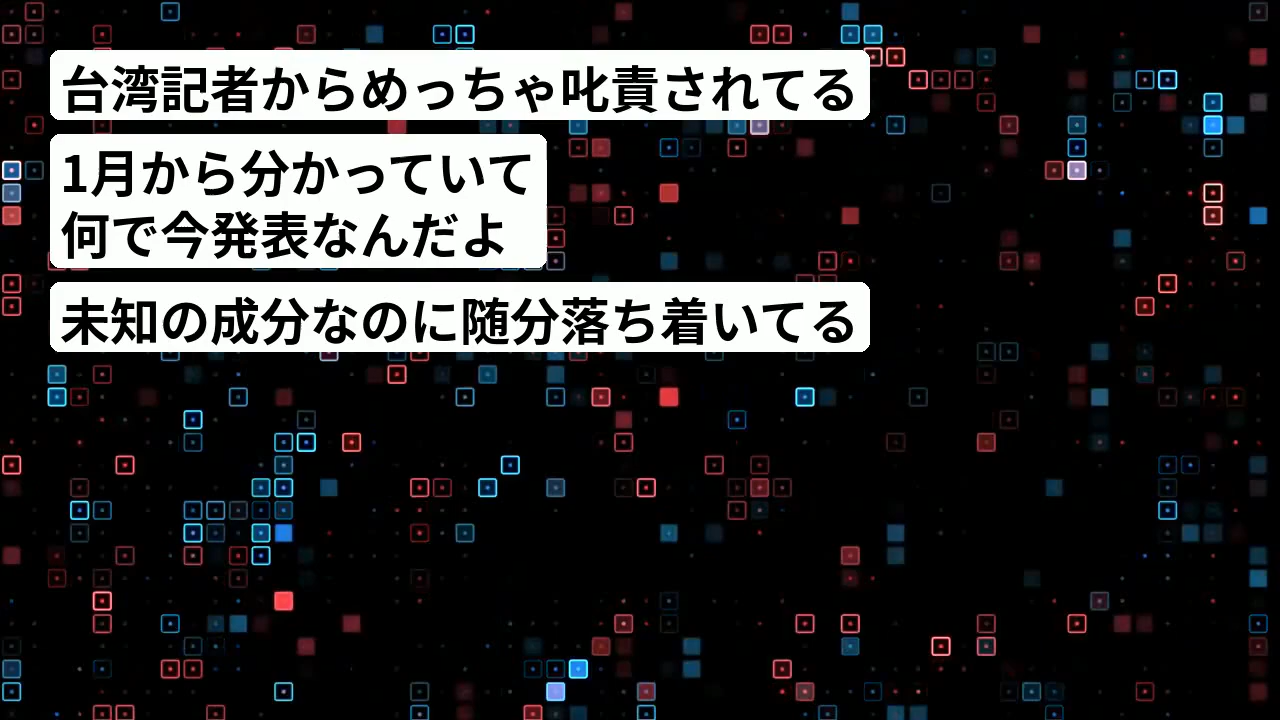 台湾記者からめっちゃ叱責されてる
1月から分かっていて
何で今発表なんだよ
未知の成分なのに随分落ち着いてる